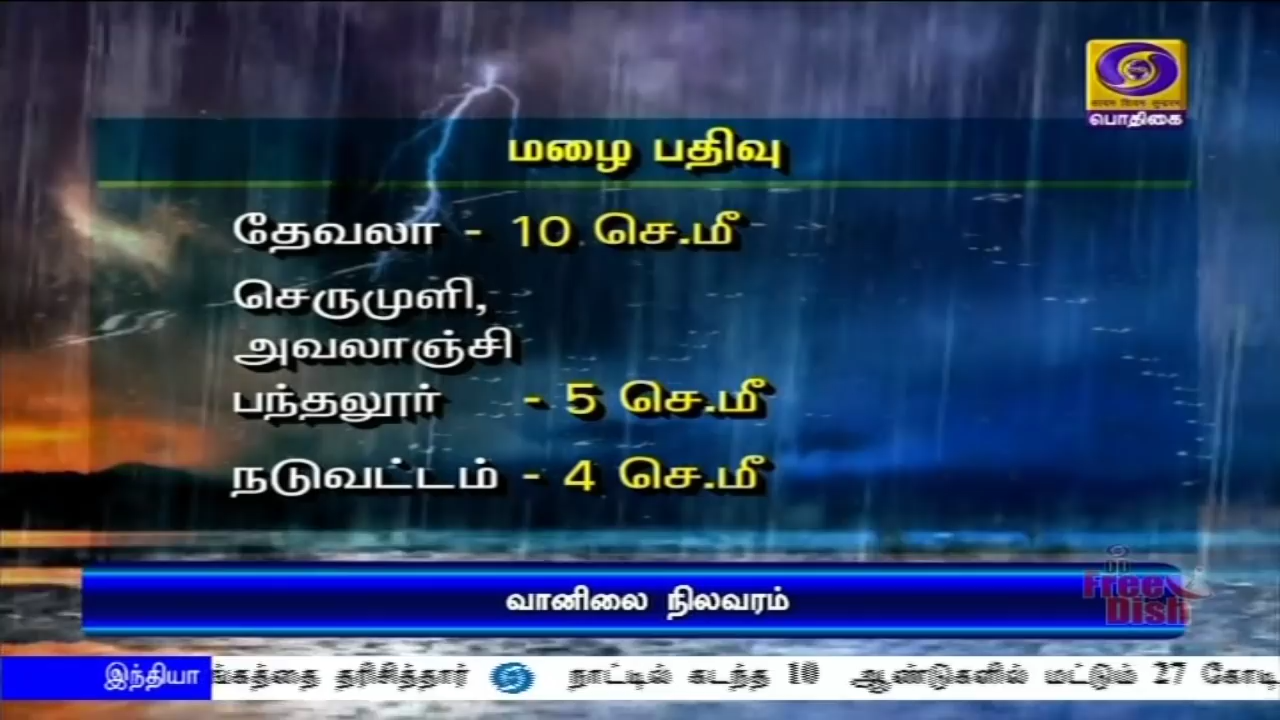 பொதிகை
மழை பதிவு
தேவலா - 10 செ.மீ
செருமுளி,
அவலாஞ்சி
பந்தலூர் - 5 செ.மீ
நடுவட்டம் - 4 செ.மீ
வானிலை நிலவரம்
DD
Free
Dish
இந்தியா ங்கத்தை தரிசித்தார் நாட்டில் கடந்த 10 ஆண்டுகளில் மட்டும் 27 கோடி